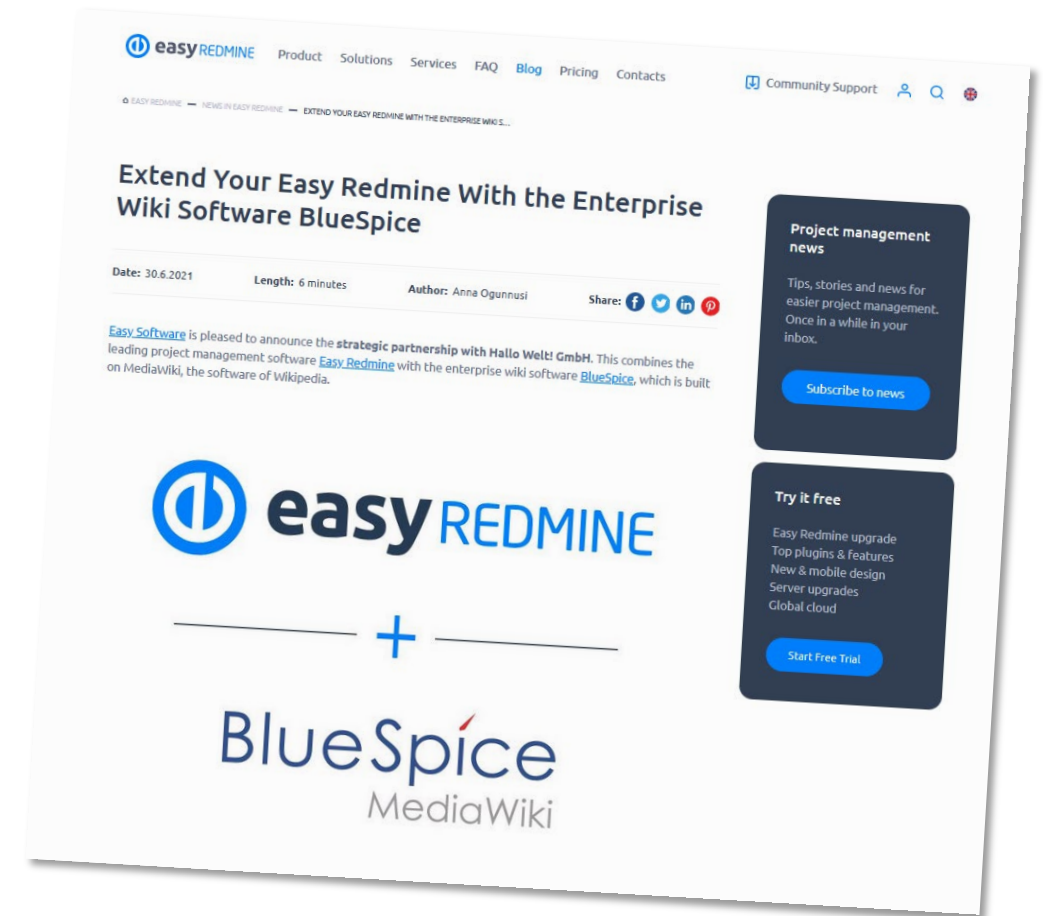 easy REDMINE Product Solutions Services FAQ Blog Pricing Contacts Community Support
EASY REDMINE — NEWS IN EASY REDMINE — EXTEND YOUR EASY REDMINE WITH THE ENTERPRISE WIKI S...
Extend Your Easy Redmine With the Enterprise
Wiki Software BlueSpice
Date: 30.6.2021 Length: 6 minutes Author: Anna Ogunnusi Share:
Easy Software is pleased to announce the strategic partnership with Hallo Welt! GmbH. This combines the
leading project management software Easy Redmine with the enterprise wiki software BlueSpice, which is built
on MediaWiki, the software of Wikipedia.
easy REDMINE
+
BlueSpice
MediaWiki
Project management
news
Tips, stories and news for
easier project management.
Once in a while in your
inbox.
Subscribe to news
Try it free
Easy Redmine upgrade
Top plugins & features
New & mobile design
Server upgrades
Global cloud
Start Free Trial